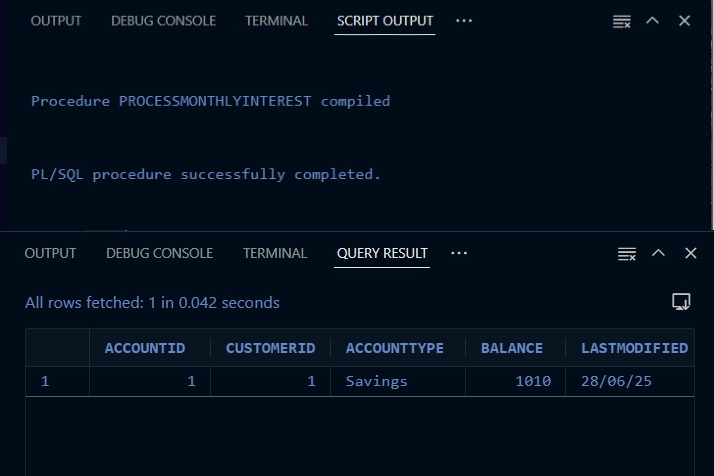 OUTPUT DEBUG CONSOLE TERMINAL SCRIPT OUTPUT ...
Procedure PROCESSMONTHLYINTEREST compiled
PL/SQL procedure successfully completed.
OUTPUT DEBUG CONSOLE TERMINAL QUERY RESULT ...
All rows fetched: 1 in 0.042 seconds
ACCOUNTID CUSTOMERID ACCOUNTTYPE BALANCE LASTMODIFIED
1 1 1 Savings 1010 28/06/25